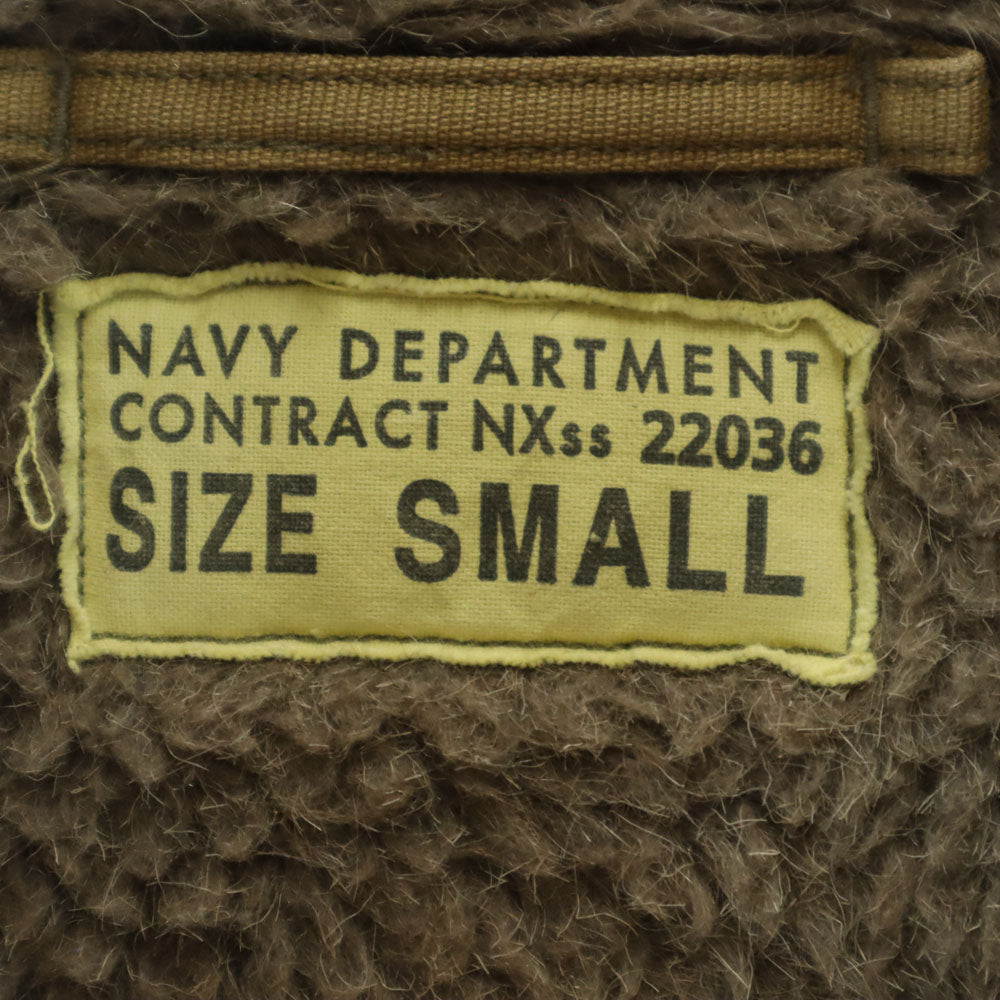 NAVY DEPARTMENT
CONTRACT NXss 22036
SIZE SMALL